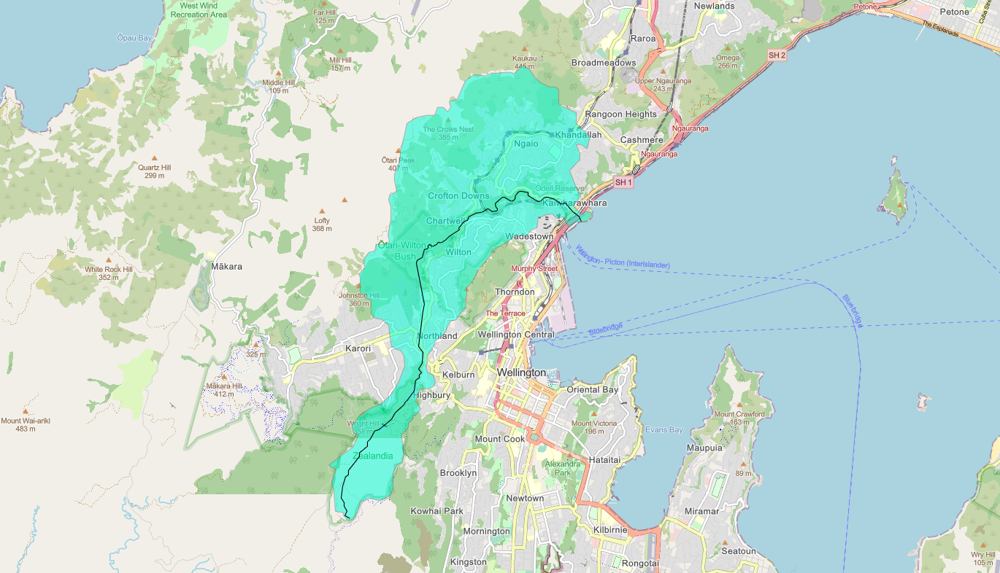 West Wind
Recreation Area
Far Hill
125 m
Newlands
Petone
Petone
Cuba Stre
The Esplanade
Ōpau Bay
Raroa
Mill Hill
157 m
Kaukau
445 m
Broadmeadows
Omega
266 m
SH 2
Middle Hill
109 m
Upper Ngauranga
243 m
Rangoon Heights
The Crows Nest
385 m
Khandallah
Ngaio
Cashmere
Ngauranga
Ngauranga
Quartz Hill
299 m
Ōtari Peak
407 m
SH 1
Odell Reserve
Crofton Downs
Kaiwharawhara
Lofty
368 m
Chartwell
Wadestown
Ōtari-Wilton
Bush
Wilton
Wellington - Picton (Interislander)
Mākara
White Rock Hill
352 m
Murphy Street
Johnston Hill
360 m
Thorndon
Bluebridge
The Terrace
Bluebridge
Northland
Wellington Central
Karori
325 m
Kelburn
Wellington
Mākara Hill
412 m
Oriental Bay
Highbury
Mount Wai-ariki
483 m
Wright Hill
358 m
Mount Victoria
196 m
Evans Bay
Mount Crawford
163 m
Mount Cook
Maupuia
Zealandia
Hataitai
Alexandra
Park
Brooklyn
89 m
Newtown
Kowhai Park
Miramar
Mornington
Kilbirnie
Seatoun
Kingston
Rongotai
Wry Hill
105 m